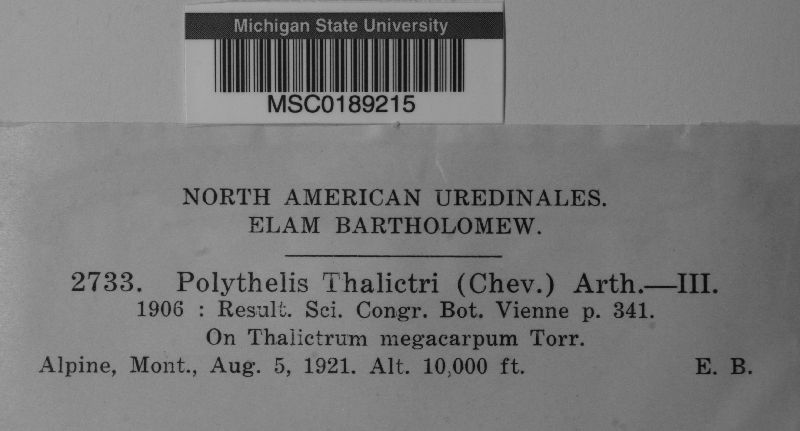 Michigan State University
MSC0189215
NORTH AMERICAN UREDINALES.
ELAM BARTHOLOMEW.
2733. Polythelis Thalictri (Chev.) Arth.—III.
1906 : Result. Sci. Congr. Bot. Vienne p. 341.
On Thalictrum megacarpum Torr.
Alpine, Mont., Aug. 5, 1921. Alt. 10,000 ft. E. B.